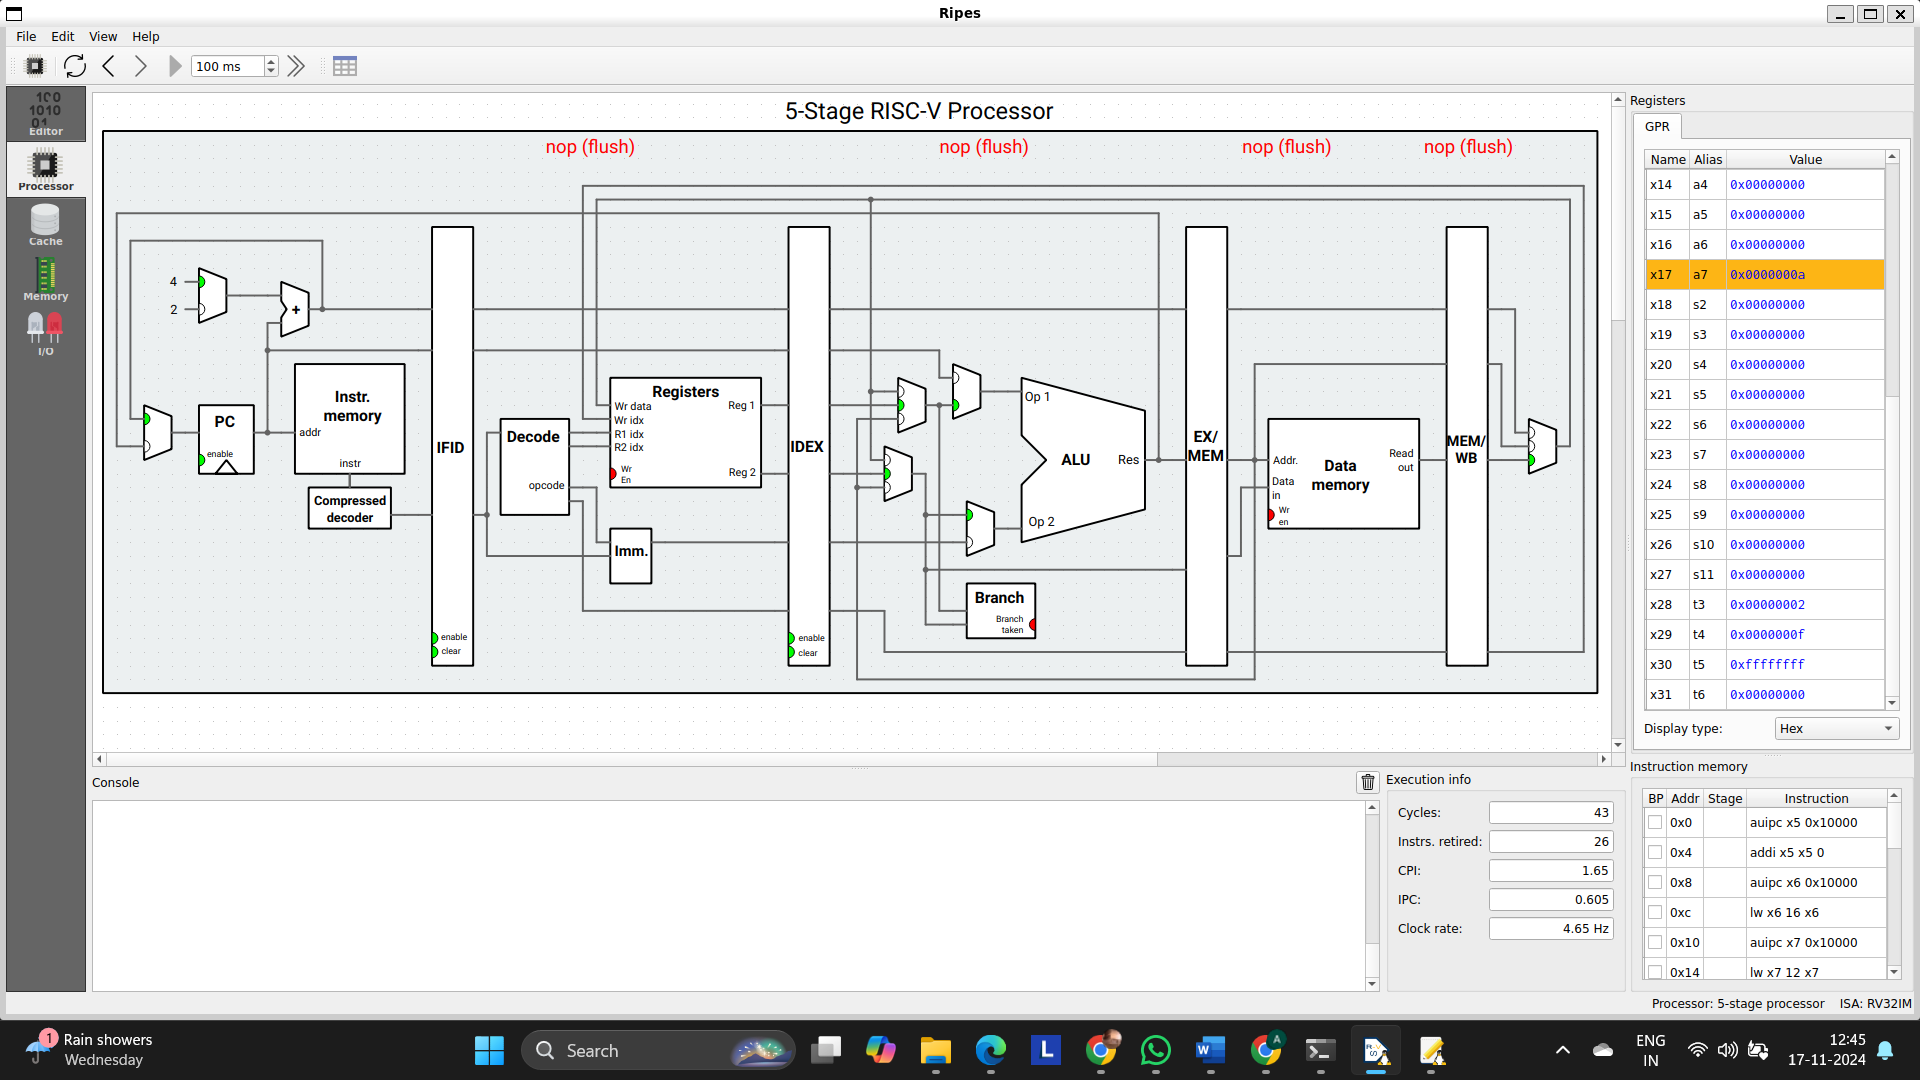 Ripes
File Edit View Help
100 ms
Editor
Processor
Cache
Memory
I/O
5-Stage RISC-V Processor
nop (flush) nop (flush) nop (flush) nop (flush)
4
2
+
PC
enable
Instr.
memory
addr
instr
Compressed
decoder
IFID
enable
clear
Decode
opcode
Registers
Wr data
Wr idx
R1 idx
R2 idx
Wr
En
Reg 1
Reg 2
Imm.
IDEX
enable
clear
Op 1
ALU
Res
Op 2
Branch
Branch
taken
EX/
MEM
Addr.
Data
in
Wr
en
Data
memory
Read
out
MEM/
WB
Registers
GPR
Name Alias Value
x14 a4 0x00000000
x15 a5 0x00000000
x16 a6 0x00000000
x17 a7 0x0000000a
x18 s2 0x00000000
x19 s3 0x00000000
x20 s4 0x00000000
x21 s5 0x00000000
x22 s6 0x00000000
x23 s7 0x00000000
x24 s8 0x00000000
x25 s9 0x00000000
x26 s10 0x00000000
x27 s11 0x00000000
x28 t3 0x00000002
x29 t4 0x0000000f
x30 t5 0xffffffff
x31 t6 0x00000000
Display type: Hex
Console
Execution info
Cycles: 43
Instrs. retired: 26
CPI: 1.65
IPC: 0.605
Clock rate: 4.65 Hz
Instruction memory
BP Addr Stage Instruction
0x0 auipc x5 0x10000
0x4 addi x5 x5 0
0x8 auipc x6 0x10000
0xc lw x6 16 x6
0x10 auipc x7 0x10000
0x14 lw x7 12 x7
Processor: 5-stage processor ISA: RV32IM
1
Rain showers
Wednesday
Search
L
W
A
ENG
IN
12:45
17-11-2024